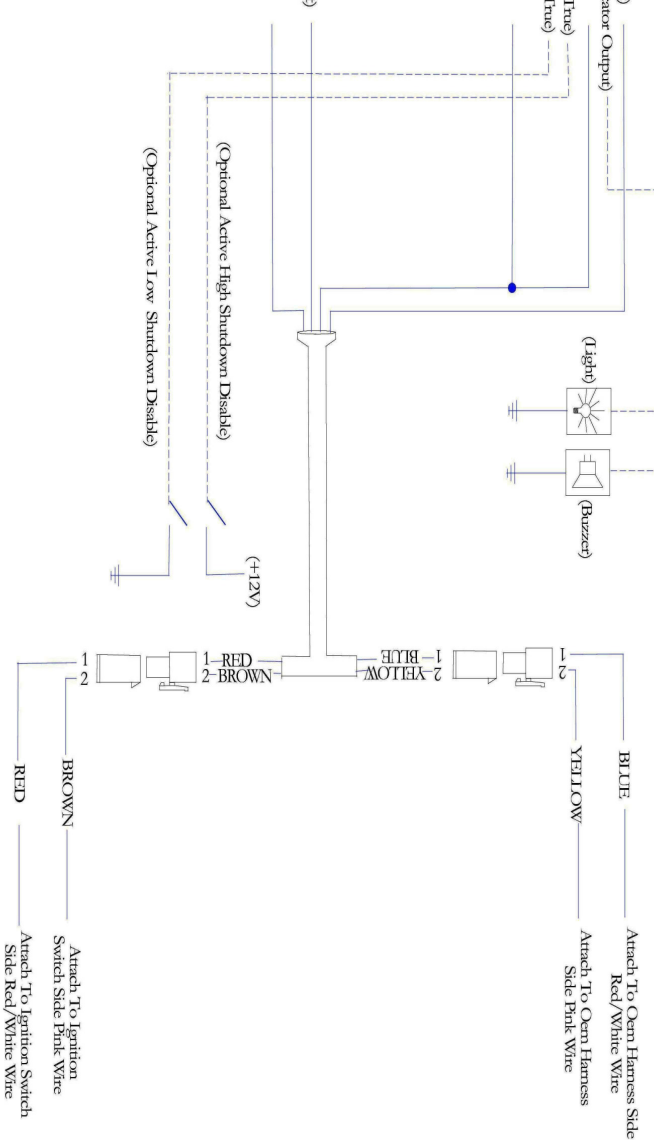 ator Output)
True)
True)
(Light)
(Buzzer)
(Optional Active High Shutdown Disable)
(Optional Active Low Shutdown Disable)
(+12V)
1 BLUE
2 YELLOW
1 RED
2 BROWN
1
2
1
2
BLUE
Attach To Oem Harness Side
Red/White Wire
YELLOW
Attach To Oem Harness
Side Pink Wire
BROWN
Attach To Ignition
Switch Side Pink Wire
RED
Attach To Ignition Switch
Side Red/White Wire